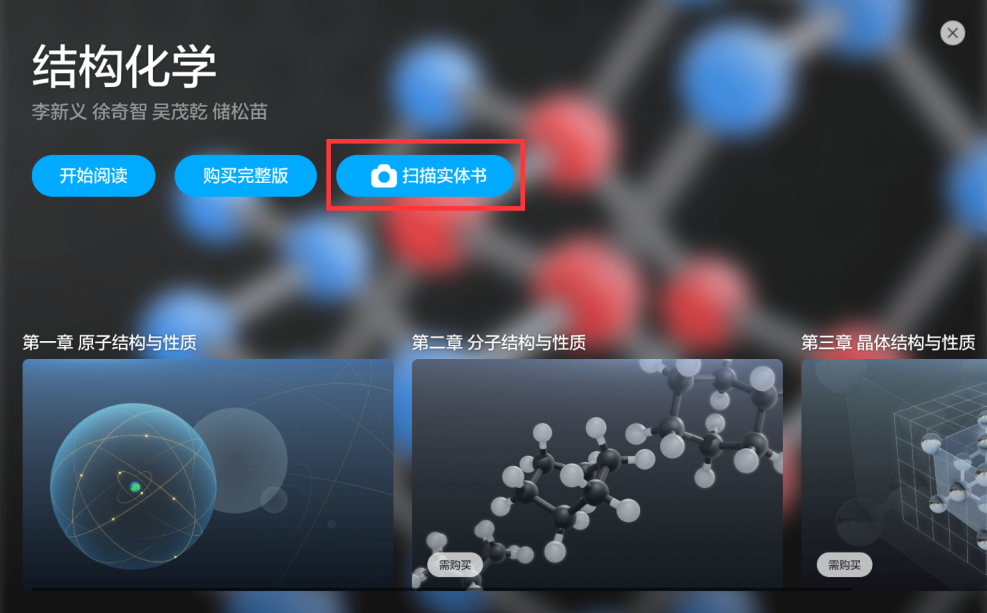 结构化学
李新义 徐奇智 吴茂乾 储松苗
开始阅读 购买完整版 扫描实体书
第一章 原子结构与性质 第二章 分子结构与性质 第三章 晶体结构与性质
需购买 需购买